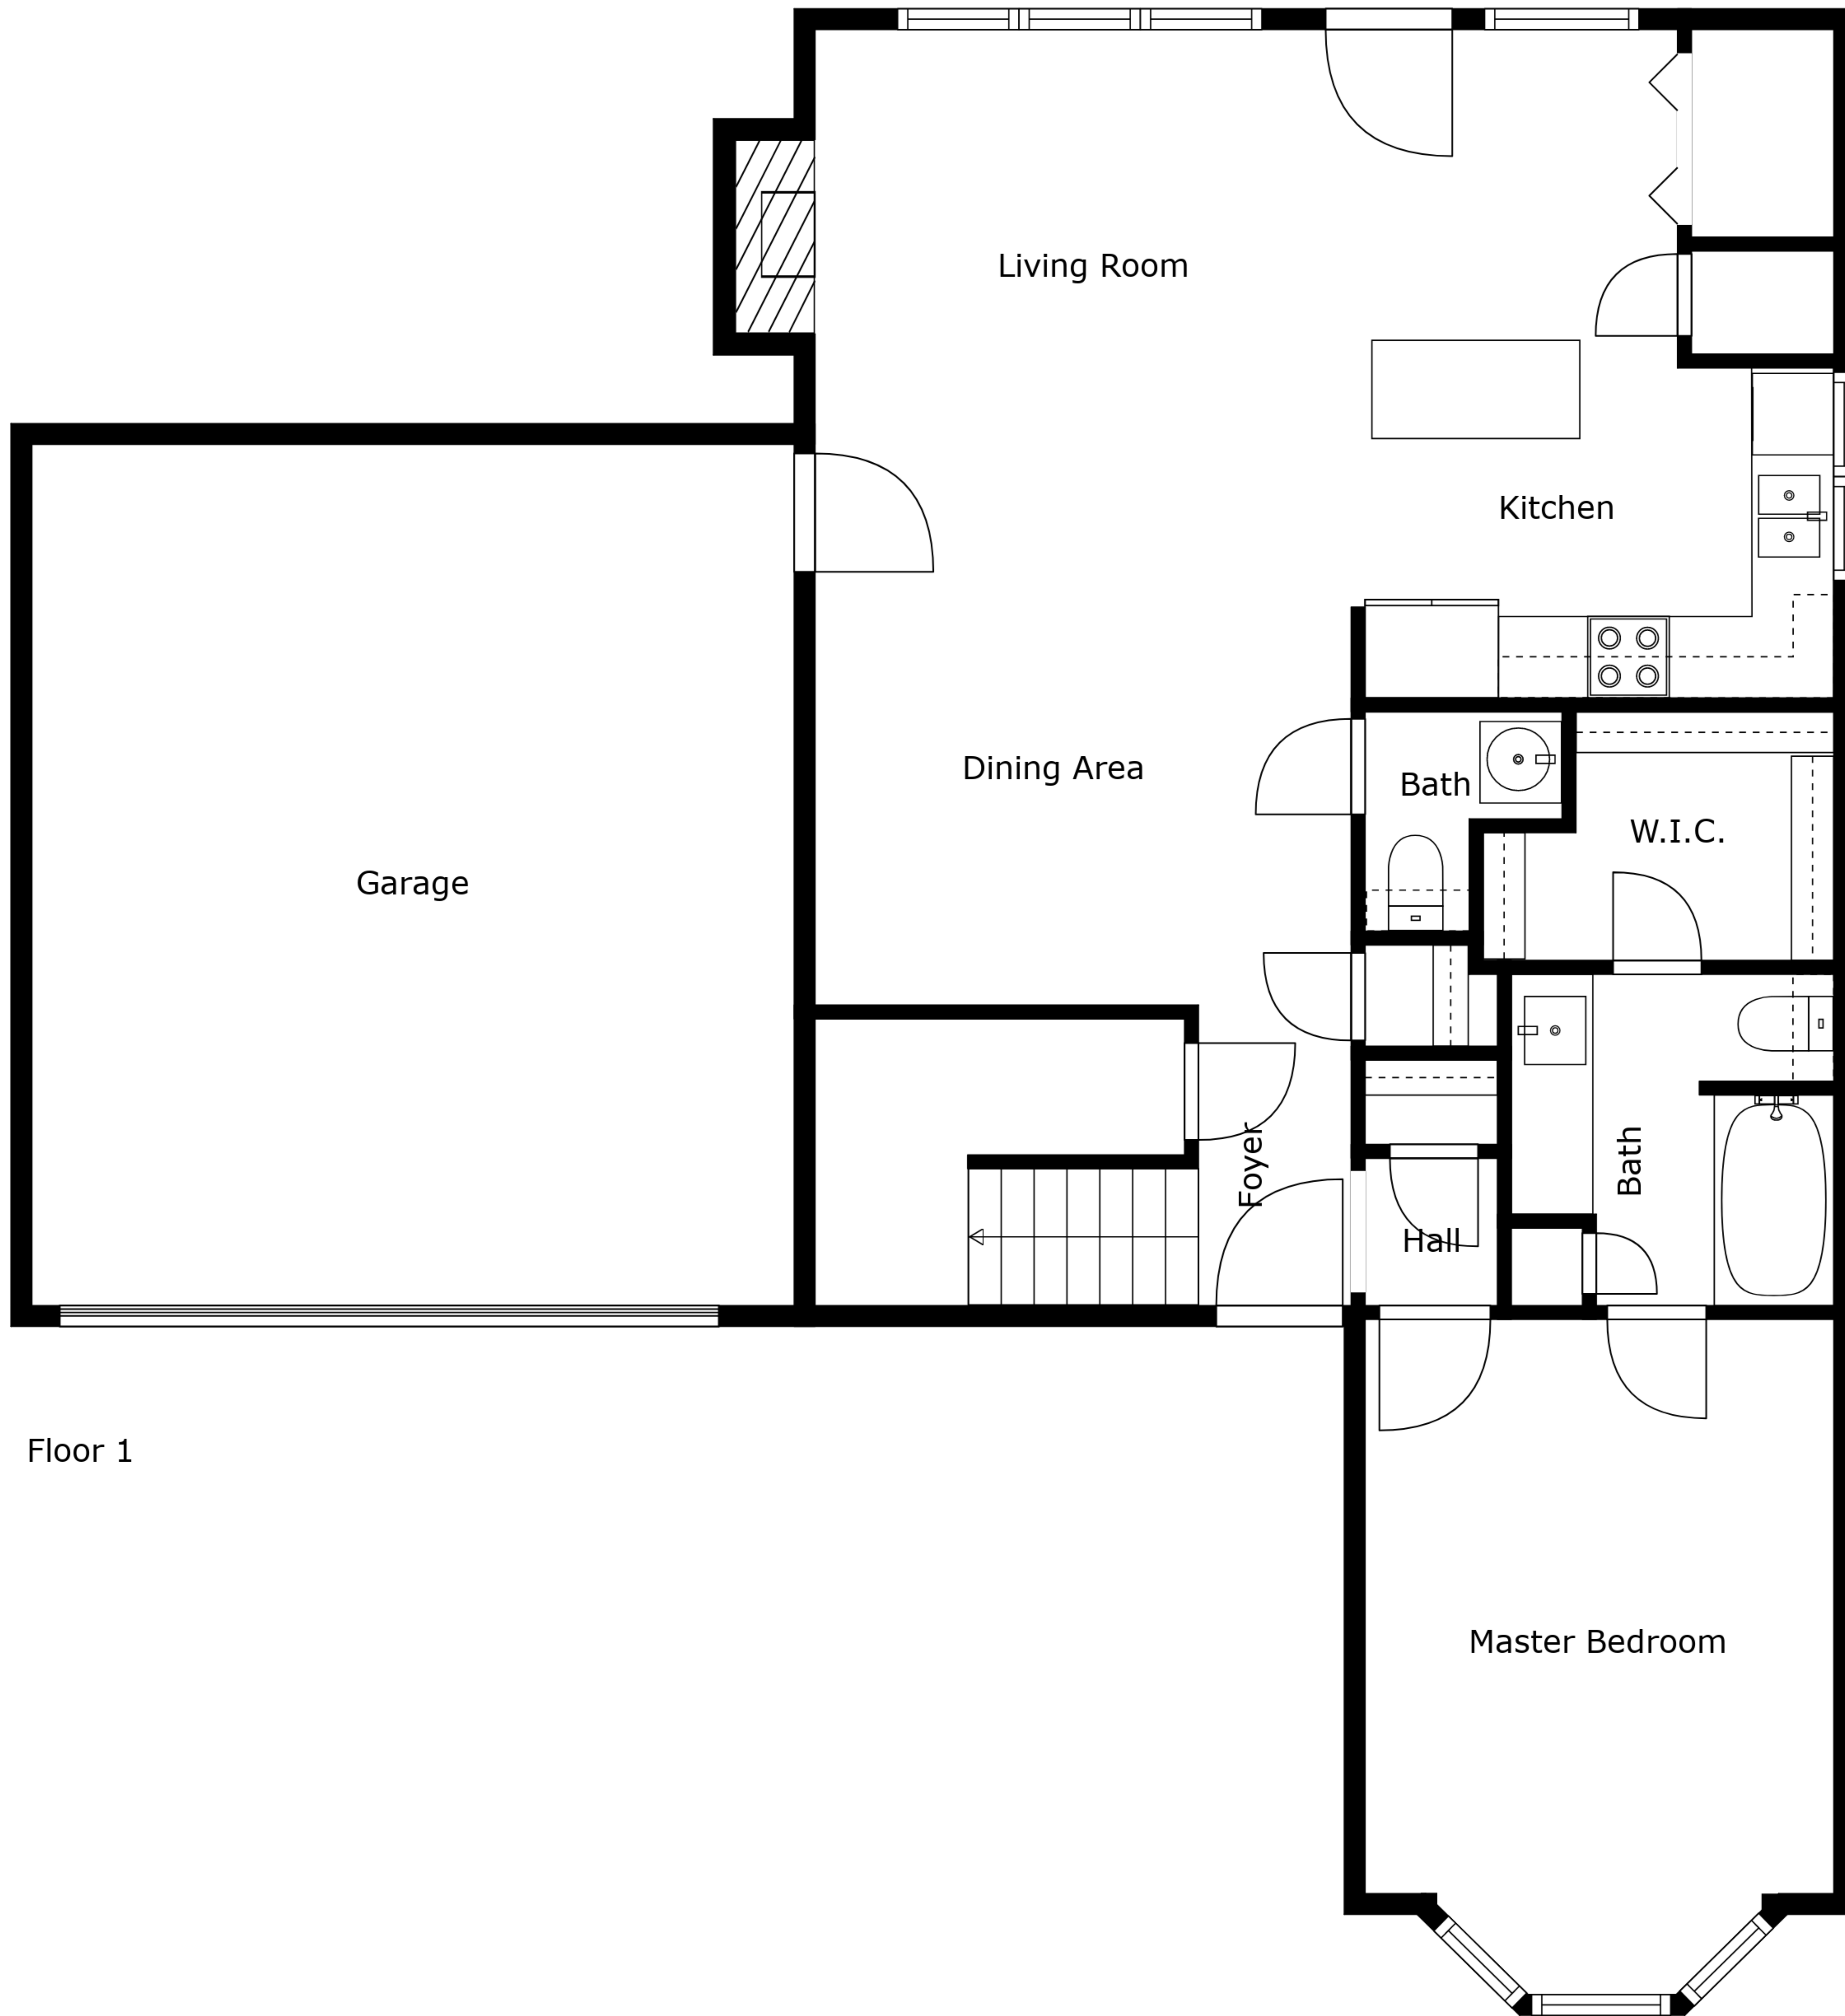 Living Room
Kitchen
Dining Area
Bath
W.I.C.
Garage
Foyer
Bath
Hall
Floor 1
Master Bedroom